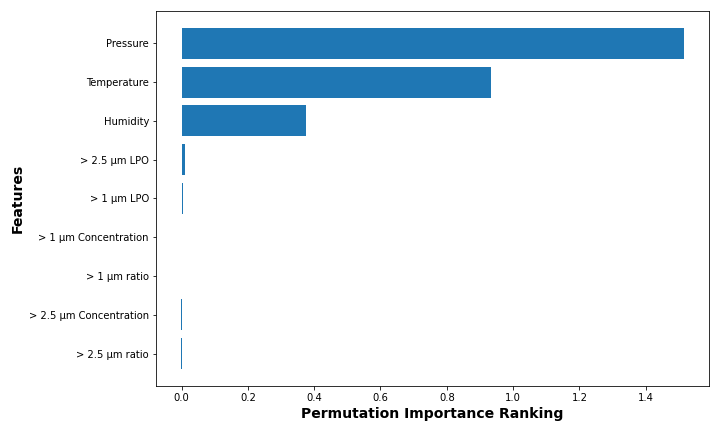 Pressure
Temperature
Humidity
> 2.5 μm LPO
> 1 μm LPO
> 1 μm Concentration
> 1 μm ratio
> 2.5 μm Concentration
> 2.5 μm ratio
Features
0.0 0.2 0.4 0.6 0.8 1.0 1.2 1.4
Permutation Importance Ranking